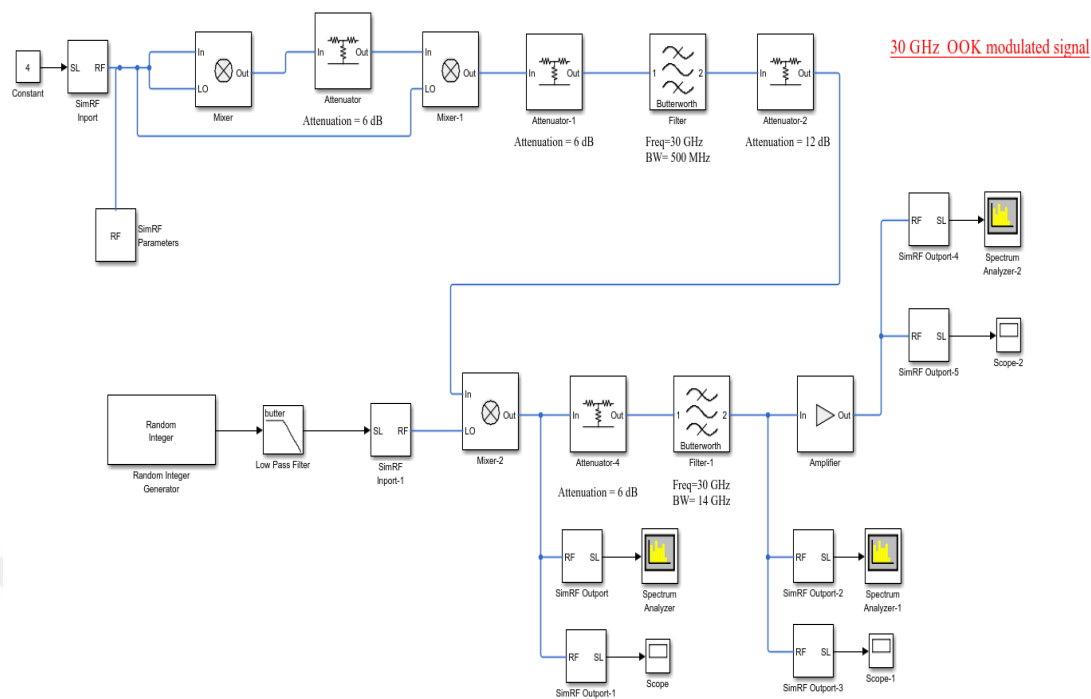 30 GHz OOK modulated signal
4
Constant
SL RF
SimRF
Inport
In
LO
Out
Mixer
In Out
Attenuator
Attenuation = 6 dB
In
LO
Out
Mixer-1
In Out
Attenuator-1
Attenuation = 6 dB
1 2
Butterworth
Filter
Freq=30 GHz
BW= 500 MHz
In Out
Attenuator-2
Attenuation = 12 dB
RF
SimRF
Parameters
RF SL
SimRF Outport-4
Spectrum
Analyzer-2
RF SL
SimRF Outport-5
Scope-2
Random
Integer
Random Integer
Generator
butter
Low Pass Filter
SL RF
SimRF
Inport-1
In
LO
Out
Mixer-2
In Out
Attenuator-4
Attenuation = 6 dB
1 2
Butterworth
Filter-1
Freq=30 GHz
BW= 14 GHz
In Out
Amplifier
RF SL
SimRF Outport
Spectrum
Analyzer
RF SL
SimRF Outport-1
Scope
RF SL
SimRF Outport-2
Spectrum
Analyzer-1
RF SL
SimRF Outport-3
Scope-1